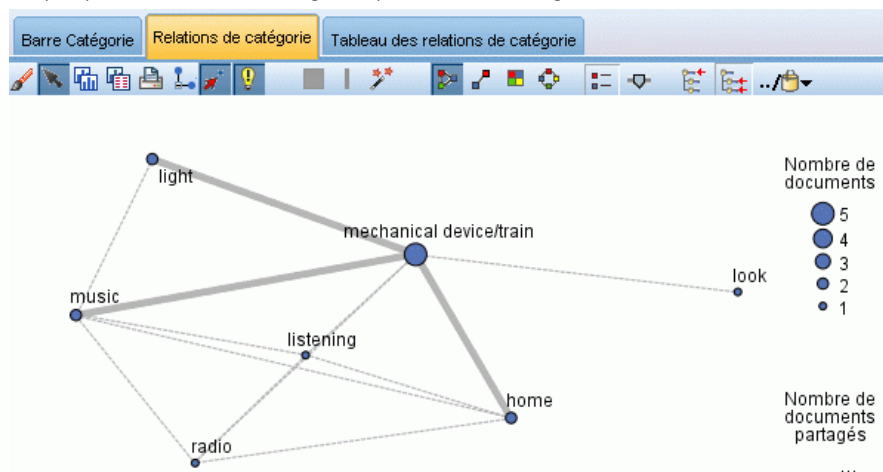 Barre Catégorie
Relations de catégorie
Tableau des relations de catégorie
../
light
mechanical device/train
music
look
listening
home
radio
Nombre de
documents
5
4
3
2
1
Nombre de
documents
partagés
...